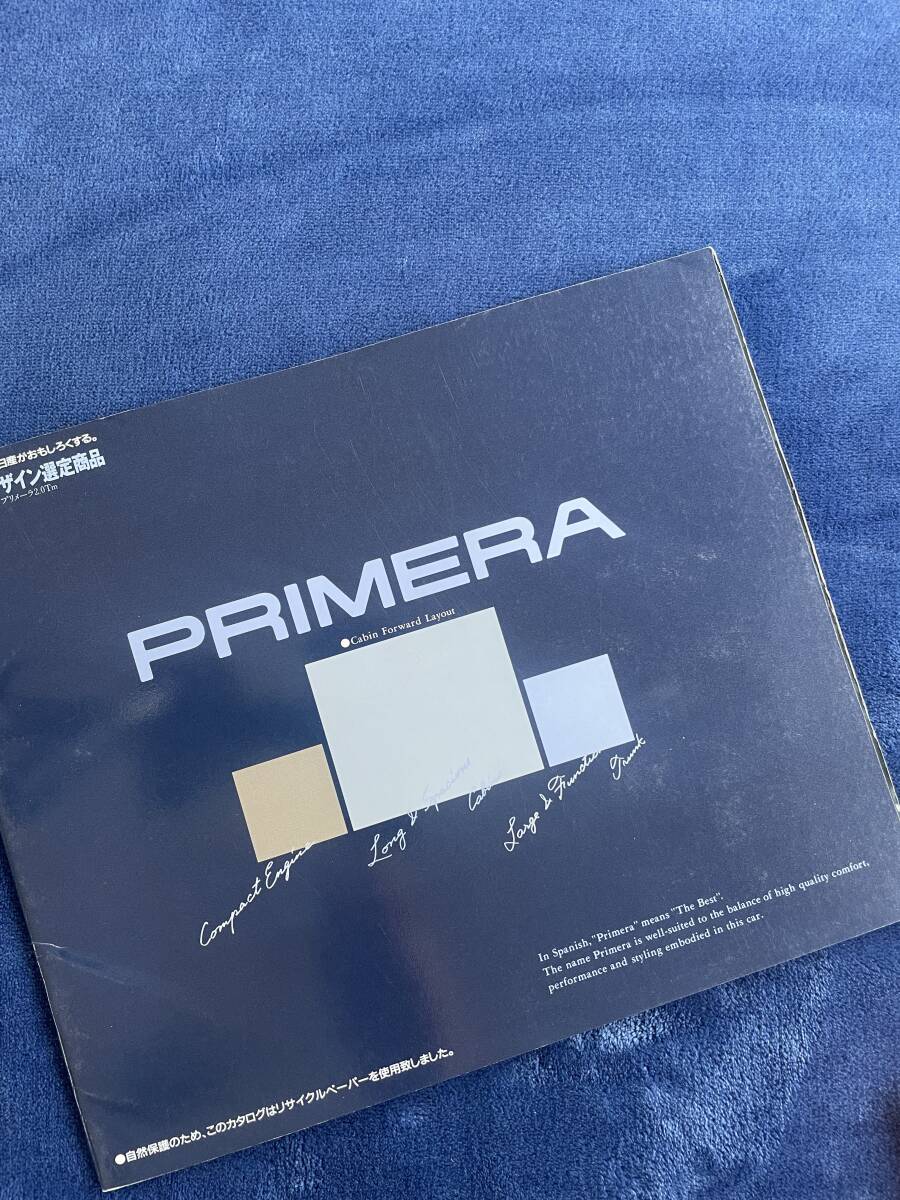 日産がおもしろくする。
ザイン選定商品
プリメーラ2.0Tm
PRIMERA
●Cabin Forward Layout
Compact Engine
Long & Spacious Cabin
Large & Function Trunk
In Spanish, "Primera" means "The Best".
The name Primera is well-suited to the balance of high quality comfort,
performance and styling embodied in this car.
●自然保護のため、このカタログはリサイクルペーパーを使用致しました。